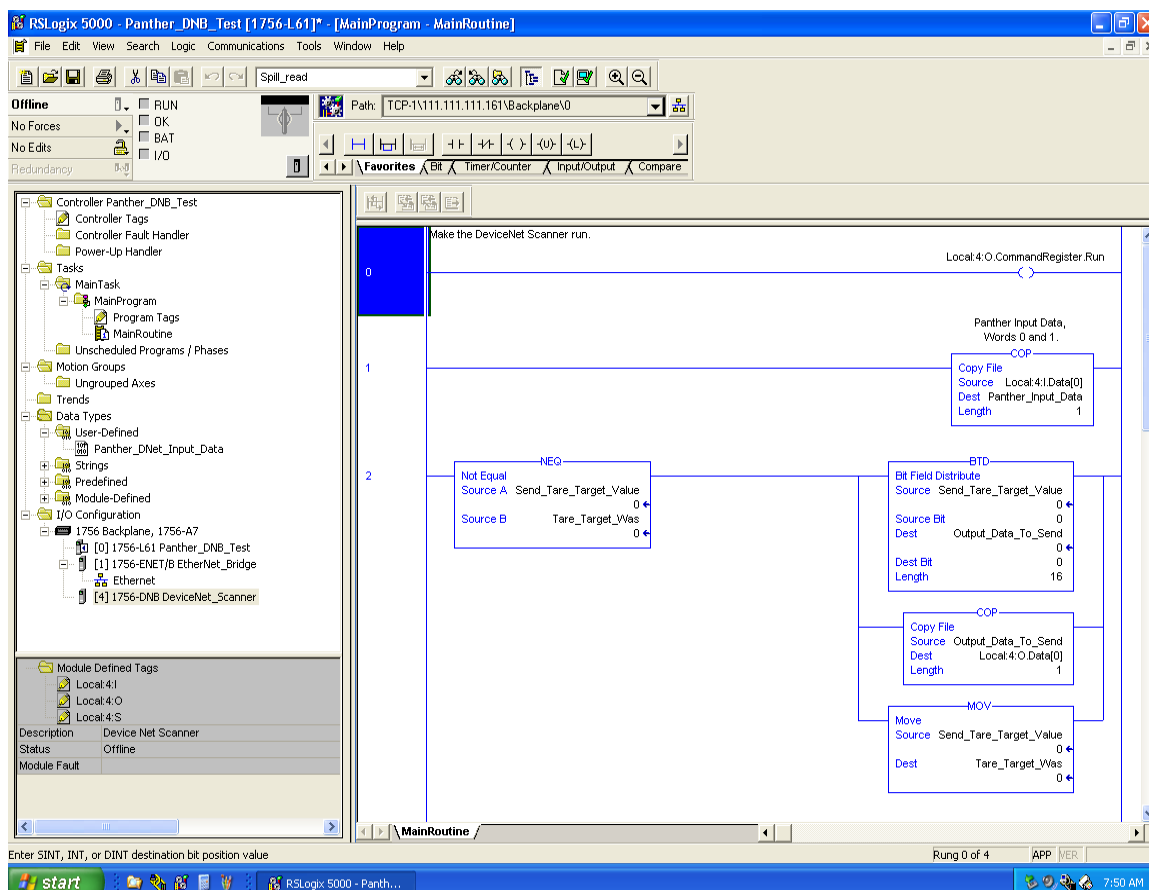 RSLogix 5000 - Panther_DNB_Test [1756-L61]* - [MainProgram - MainRoutine]
File Edit View Search Logic Communications Tools Window Help
Spill_read
Offline
RUN
No Forces
OK
No Edits
BAT
Redundancy
I/O
Path: TCP-1\111.111.111.161\Backplane\0
Favorites Bit Timer/Counter Input/Output Compare
Controller Panther_DNB_Test
Controller Tags
Controller Fault Handler
Power-Up Handler
Tasks
MainTask
MainProgram
Program Tags
MainRoutine
Unscheduled Programs / Phases
Motion Groups
Ungrouped Axes
Trends
Data Types
User-Defined
Panther_DNet_Input_Data
Strings
Predefined
Module-Defined
I/O Configuration
1756 Backplane, 1756-A7
[0] 1756-L61 Panther_DNB_Test
[1] 1756-ENET/B EtherNet_Bridge
Ethernet
[4] 1756-DNB DeviceNet_Scanner
Module Defined Tags
Local:4:I
Local:4:O
Local:4:S
Description Device Net Scanner
Status Offline
Module Fault
Make the DeviceNet Scanner run.
Local:4:O.CommandRegister.Run
0
Panther Input Data,
Words 0 and 1.
1
COP
Copy File
Source Local:4:I.Data[0]
Dest Panther_Input_Data
Length 1
2
NEQ
Not Equal
Source A Send_Tare_Target_Value
0
Source B Tare_Target_Was
0
BTD
Bit Field Distribute
Source Send_Tare_Target_Value
0
Source Bit 0
Dest Output_Data_To_Send
0
Dest Bit 0
Length 16
COP
Copy File
Source Output_Data_To_Send
Dest Local:4:O.Data[0]
Length 1
MOV
Move
Source Send_Tare_Target_Value
0
Dest Tare_Target_Was
0
MainRoutine
Enter SINT, INT, or DINT destination bit position value
Rung 0 of 4 APP VER
start
RSLogix 5000 - Panth...
7:50 AM